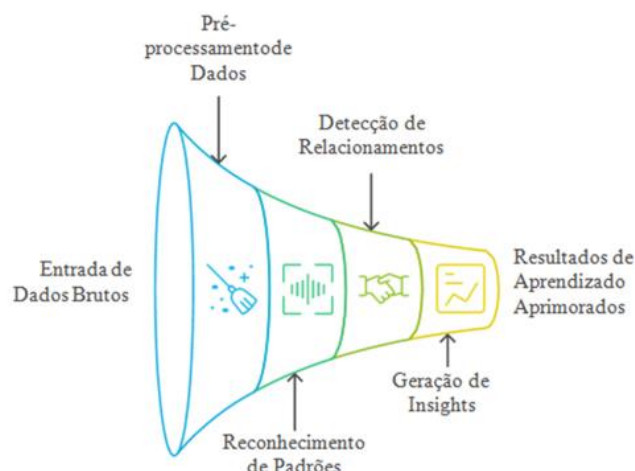 Pré-
processamentode
Dados
Detecção de
Relacionamentos
Entrada de
Dados Brutos
Resultados de
Aprendizado
Aprimorados
Geração de
Insights
Reconhecimento
de Padrões